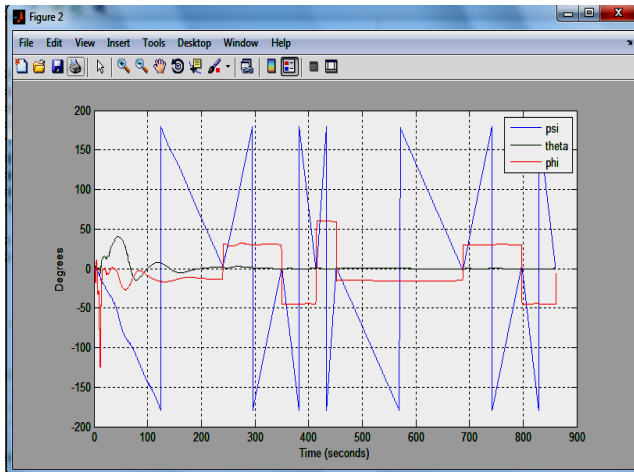 Figure 2
File Edit View Insert Tools Desktop Window Help
200
150
100
50
0
-50
-100
-150
-200
Degrees
psi
theta
phi
0 100 200 300 400 500 600 700 800 900
Time (seconds)